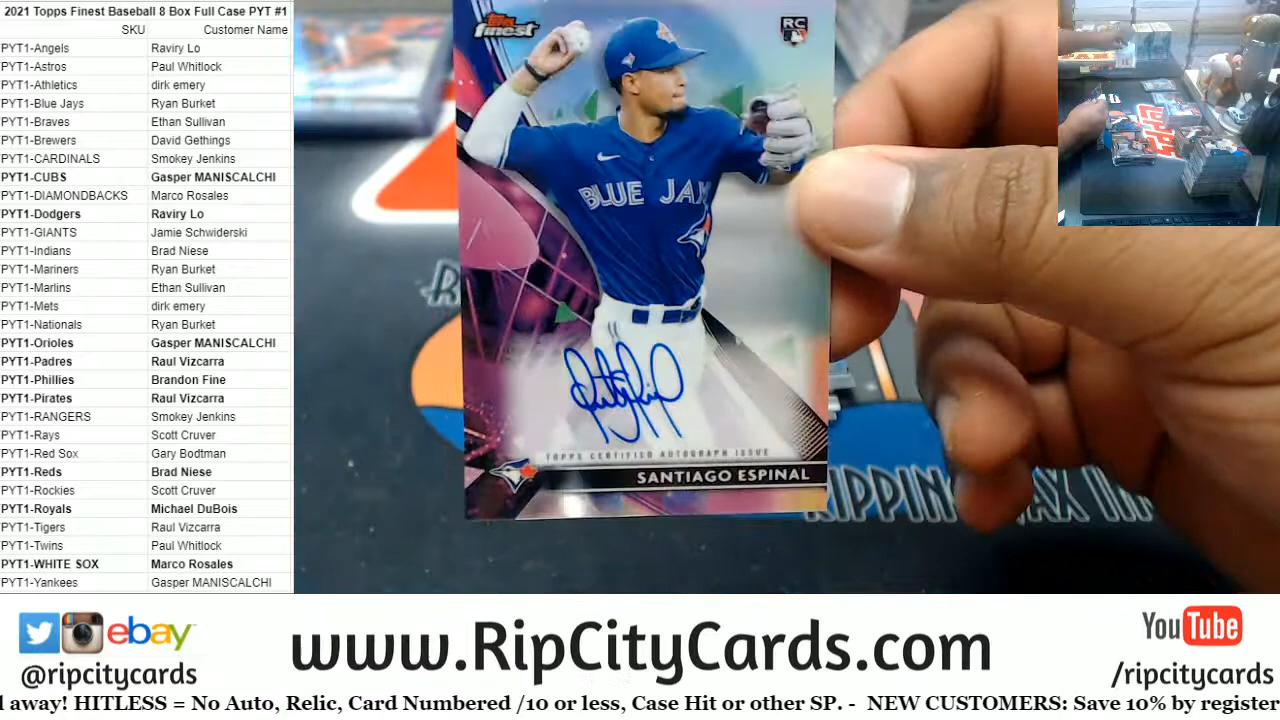 2021 Topps Finest Baseball 8 Box Full Case PYT #1
SKU Customer Name
PYT1-Angels Raviry Lo
PYT1-Astros Paul Whitlock
PYT1-Athletics dirk emery
PYT1-Blue Jays Ryan Burket
PYT1-Braves Ethan Sullivan
PYT1-Brewers David Gethings
PYT1-CARDINALS Smokey Jenkins
PYT1-CUBS Gasper MANISCALCHI
PYT1-DIAMONDBACKS Marco Rosales
PYT1-Dodgers Raviry Lo
PYT1-GIANTS Jamie Schwiderski
PYT1-Indians Brad Niese
PYT1-Mariners Ryan Burket
PYT1-Marlins Ethan Sullivan
PYT1-Mets dirk emery
PYT1-Nationals Ryan Burket
PYT1-Orioles Gasper MANISCALCHI
PYT1-Padres Raul Vizcarra
PYT1-Phillies Brandon Fine
PYT1-Pirates Raul Vizcarra
PYT1-RANGERS Smokey Jenkins
PYT1-Rays Scott Cruver
PYT1-Red Sox Gary Bodtman
PYT1-Reds Brad Niese
PYT1-Rockies Scott Cruver
PYT1-Royals Michael DuBois
PYT1-Tigers Raul Vizcarra
PYT1-Twins Paul Whitlock
PYT1-WHITE SOX Marco Rosales
PYT1-Yankees Gasper MANISCALCHI
Topps finest
RC
BLUE JAY
TOPPS CERTIFIED AUTOGRAPH ISSUE
SANTIAGO ESPINAL
RIPPIN
topps
ebay
@ripcitycards
www.RipCityCards.com
YouTube
/ripcitycards
away! HITLESS = No Auto, Relic, Card Numbered /10 or less, Case Hit or other SP. - NEW CUSTOMERS: Save 10% by register